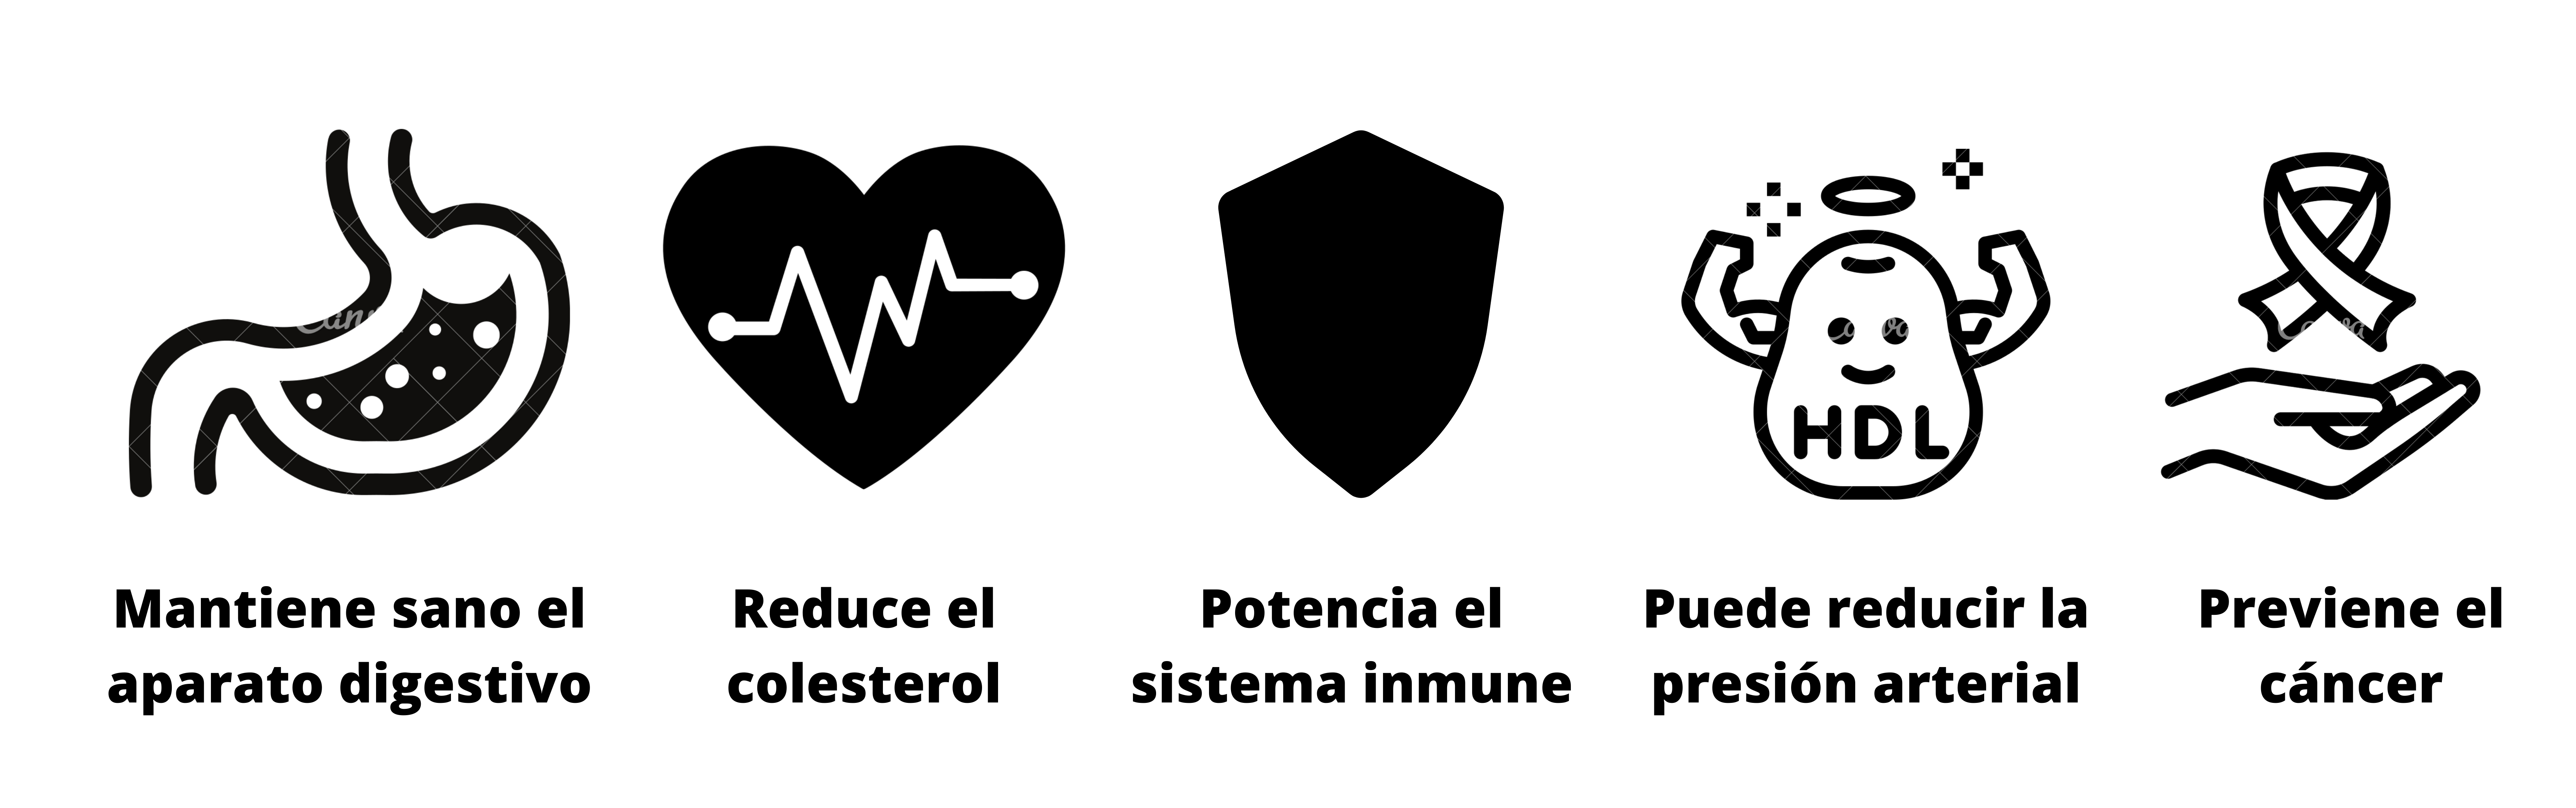 HDL
Mantiene sano el
aparato digestivo
Reduce el
colesterol
Potencia el
sistema inmune
Puede reducir la
presión arterial
Previene el
cáncer